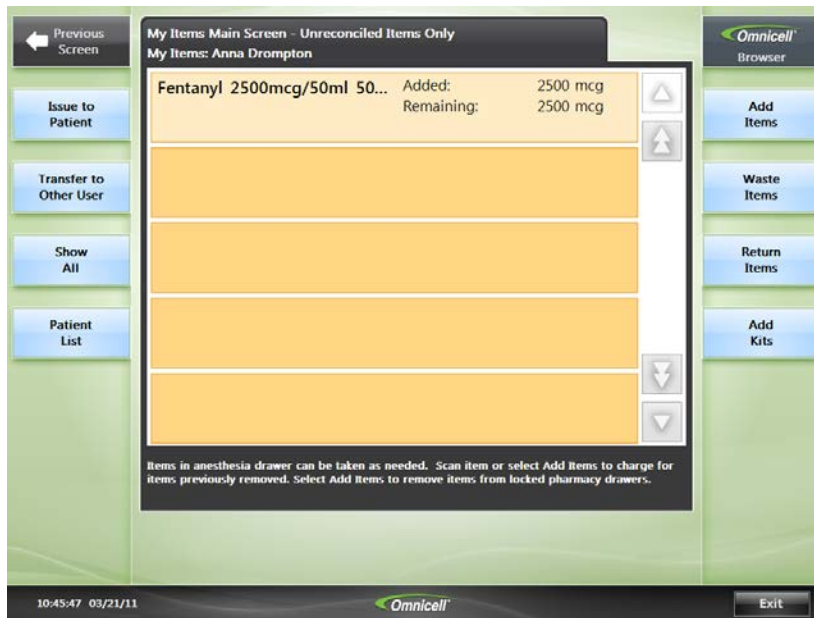 Previous
Screen
My Items Main Screen - Unreconciled Items Only
My Items: Anna Drompton
Omnicell
Browser
Issue to
Patient
Transfer to
Other User
Show
All
Patient
List
Fentanyl 2500mcg/50ml 50... Added: 2500 mcg
Remaining: 2500 mcg
Add
Items
Waste
Items
Return
Items
Add
Kits
Items in anesthesia drawer can be taken as needed. Scan item or select Add Items to charge for
items previously removed. Select Add Items to remove items from locked pharmacy drawers.
10:45:47 03/21/11
Omnicell
Exit